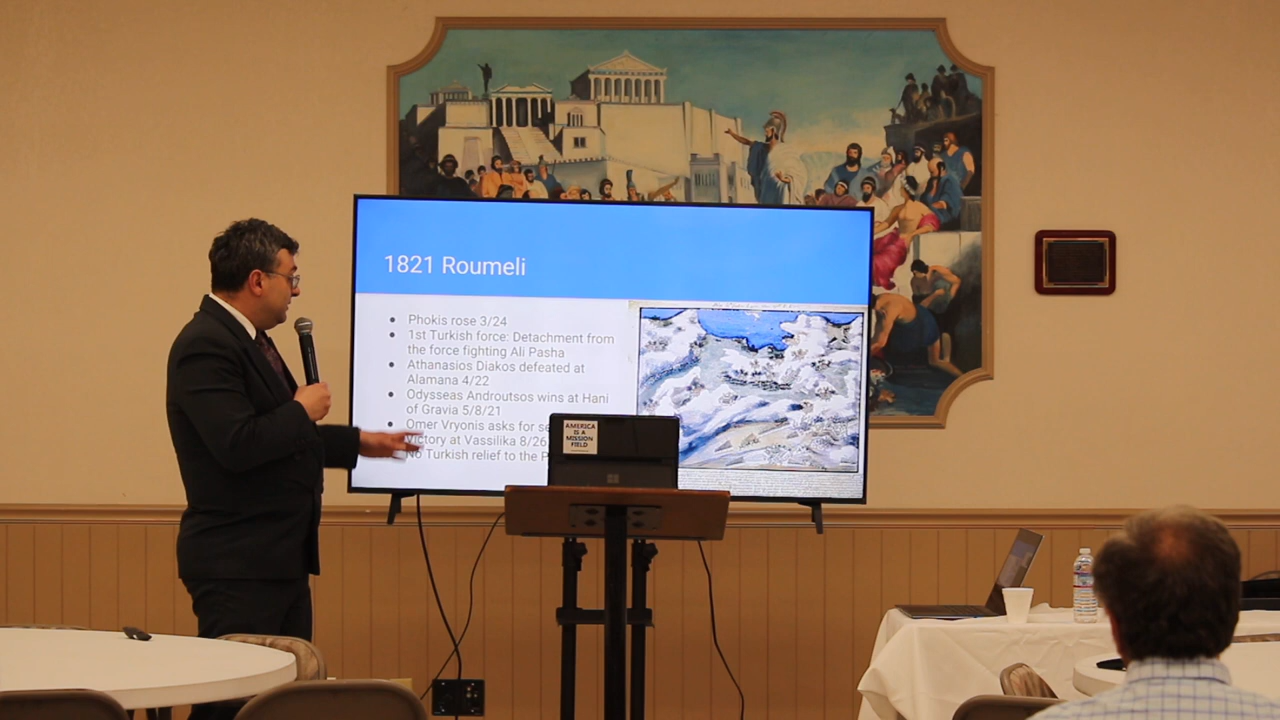 1821 Roumeli
Phokis rose 3/24
1st Turkish force: Detachment from
the force fighting Ali Pasha
Athanasios Diakos defeated at
Alamana 4/22
Odysseas Androutsos wins at Hani
of Gravia 5/8/21
Omer Vryonis asks for
Victory at Vassilika 8/26
No Turkish relief to the
AMERICA
IS A
MISSION
FIELD